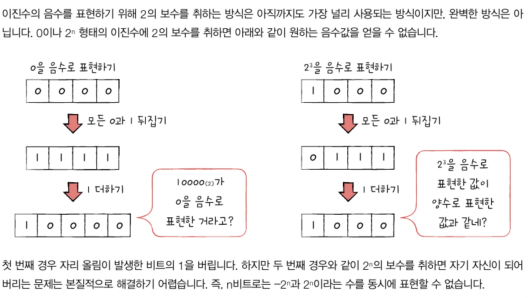 이진수의 음수를 표현하기 위해 2의 보수를 취하는 방식은 아직까지도 가장 널리 사용되는 방식이지만, 완벽한 방식은 아
닙니다. 0이나 2ⁿ 형태의 이진수에 2의 보수를 취하면 아래와 같이 원하는 음수값을 얻을 수 없습니다.
0을 음수로 표현하기
0 0 0 0
모든 0과 1 뒤집기
1 1 1 1
1 더하기
1 0 0 0 0
10000₍₂₎가
0을 음수로
표현한 거라고?
2³을 음수로 표현하기
1 0 0 0
모든 0과 1 뒤집기
0 1 1 1
1 더하기
1 0 0 0
2³을 음수로
표현한 값이
양수로 표현한
값과 같네?
첫 번째 경우 자리 올림이 발생한 비트의 1을 버립니다. 하지만 두 번째 경우와 같이 2ⁿ의 보수를 취하면 자기 자신이 되어
버리는 문제는 본질적으로 해결하기 어렵습니다. 즉, n비트로는 -2ⁿ과 2ⁿ이라는 수를 동시에 표현할 수 없습니다.